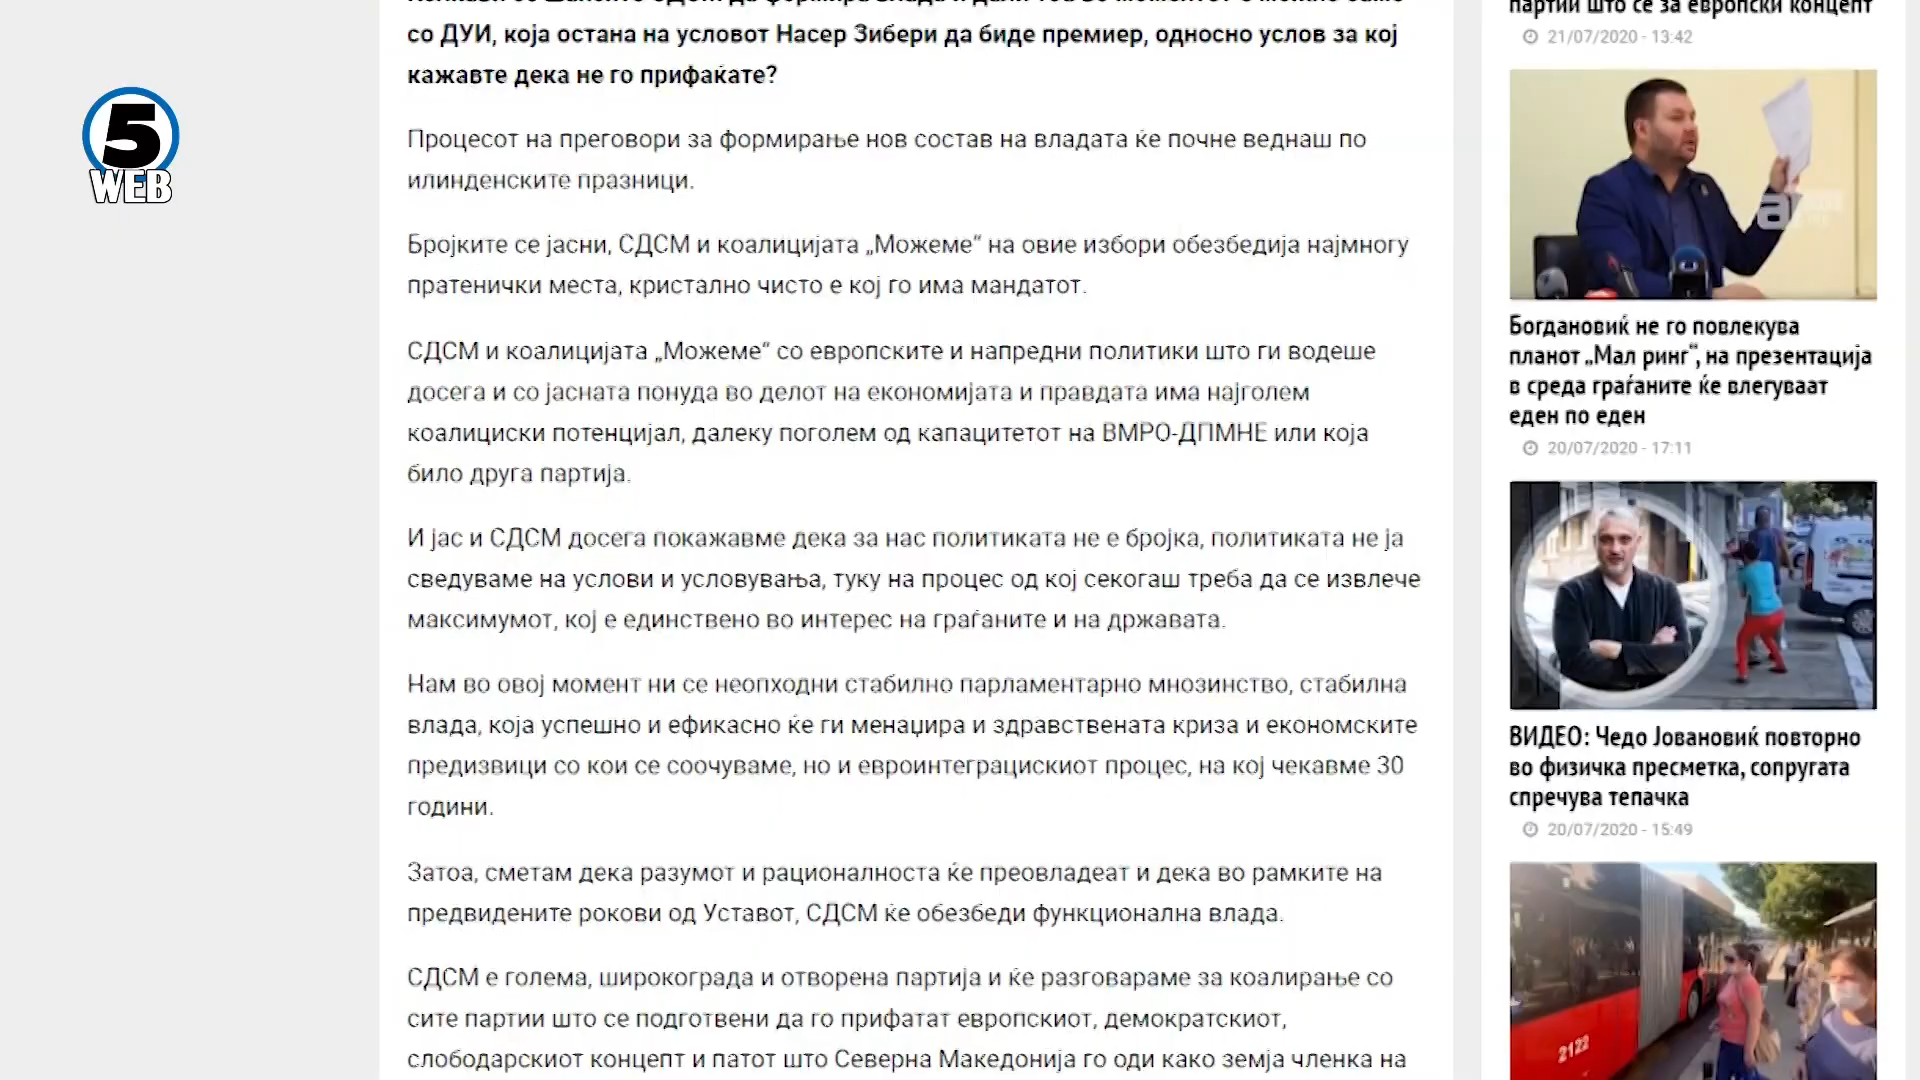 со ДУИ, која остана на условот Насер Зибери да биде премиер, односно услов за кој
кажавте дека не го прифаќате?
Процесот на преговори за формирање нов состав на владата ќе почне веднаш по
илинденските празници.
Бројките се јасни, СДСМ и коалицијата „Можеме“ на овие избори обезбедија најмногу
пратенички места, кристално чисто е кој го има мандатот.
СДСМ и коалицијата „Можеме“ со европските и напредни политики што ги водеше
досега и со јасната понуда во делот на економијата и правдата има најголем
коалициски потенцијал, далеку поголем од капацитетот на ВМРО-ДПМНЕ или која
било друга партија.
И јас и СДСМ досега покажавме дека за нас политиката не е бројка, политиката не ја
сведуваме на услови и условувања, туку на процес од кој секогаш треба да се извлече
максимумот, кој е единствено во интерес на граѓаните и на државата.
Нам во овој момент ни се неопходни стабилно парламентарно мнозинство, стабилна
влада, која успешно и ефикасно ќе ги менаџира и здравствената криза и економските
предизвици со кои се соочуваме, но и евроинтеграцискиот процес, на кој чекавме 30
години.
Затоа, сметам дека разумот и рационалноста ќе преовладеат и дека во рамките на
предвидените рокови од Уставот, СДСМ ќе обезбеди функционална влада.
СДСМ е голема, широкограда и отворена партија и ќе разговараме за коалирање со
сите партии што се подготвени да го прифатат европскиот, демократскиот,
слободарскиот концепт и патот што Северна Македонија го оди како земја членка на
партии што се за европски концепт
21/07/2020 - 13:42
Богдановиќ не го повлекува
планот „Мал ринг“, на презентација
в среда граѓаните ќе влегуваат
еден по еден
20/07/2020 - 17:11
ВИДЕО: Чедо Јовановиќ повторно
во физичка пресметка, сопругата
спречува тепачка
20/07/2020 - 15:49
2122
5
WEB